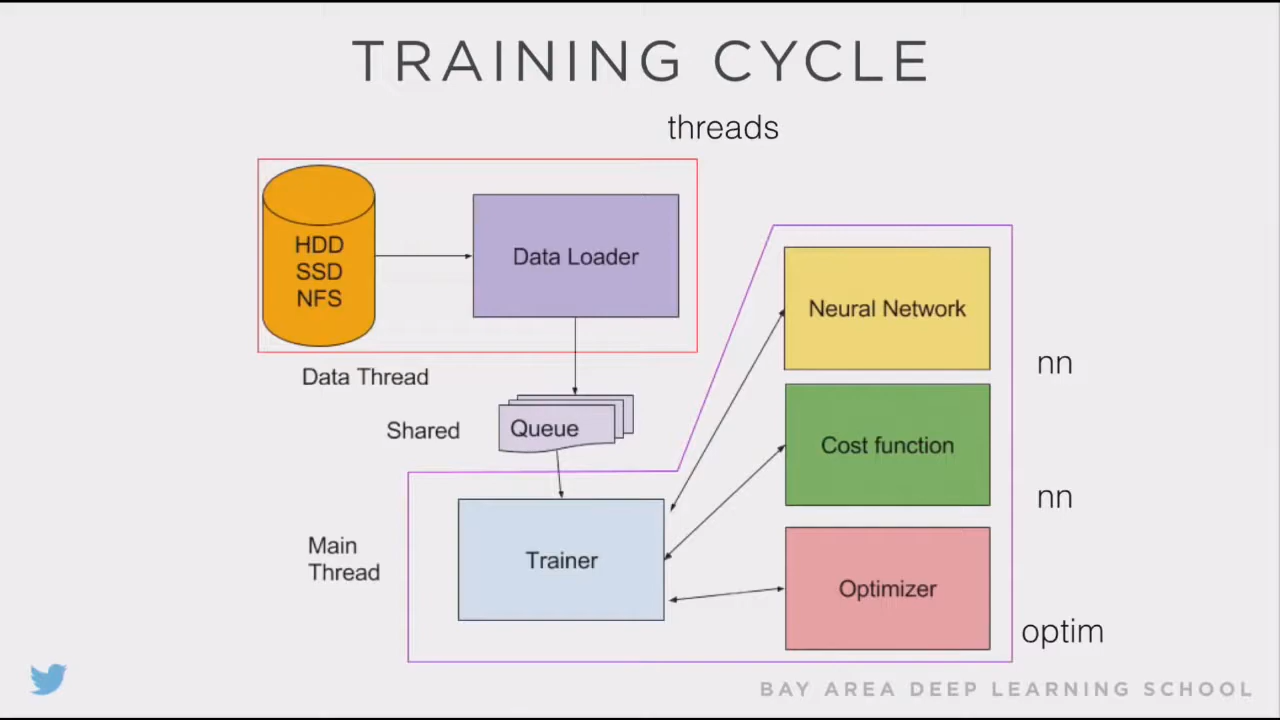 TRAINING CYCLE
threads
HDD
SSD
NFS
Data Loader
Data Thread
Shared
Queue
Neural Network
nn
Cost function
nn
Main
Thread
Trainer
Optimizer
optim
BAY AREA DEEP LEARNING SCHOOL